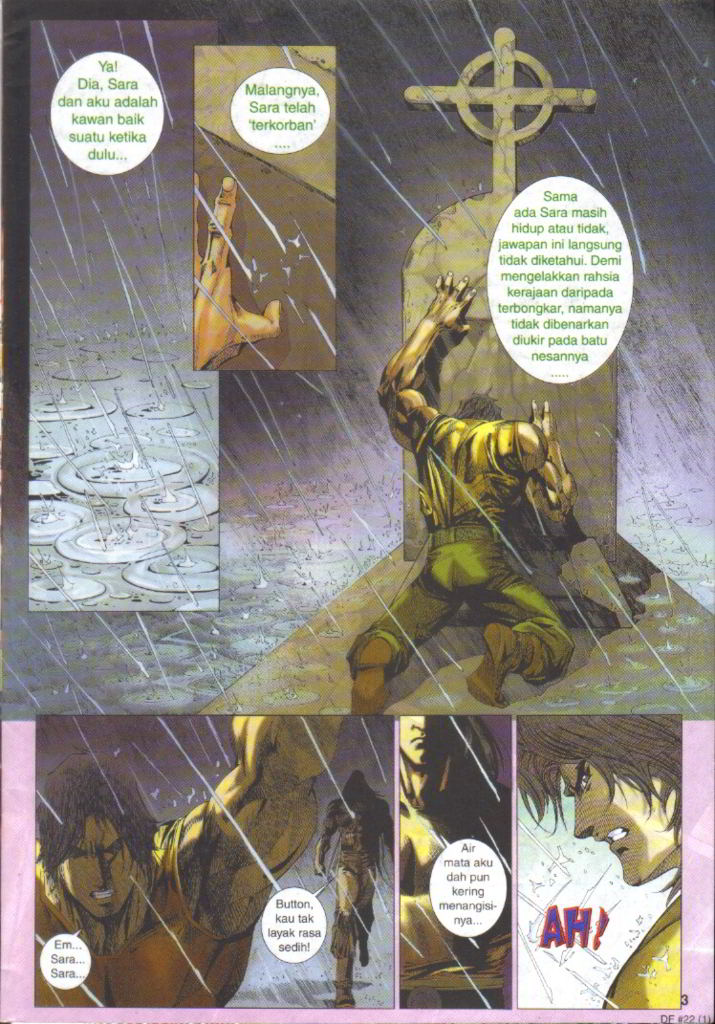 Ya!
Dia, Sara
dan aku adalah
kawan baik
suatu ketika
dulu...
Malangnya,
Sara telah
'terkorban'
....
Sama
ada Sara masih
hidup atau tidak,
jawapan ini langsung
tidak diketahui. Demi
mengelakkan rahsia
kerajaan daripada
terbongkar, namanya
tidak dibenarkan
diukir pada batu
nesannya
.....
Em...
Sara...
Sara...
Button,
kau tak
layak rasa
sedih!
Air
mata aku
dah pun
kering
menangisi-
nya...
AH!
3
DF #22 (1)